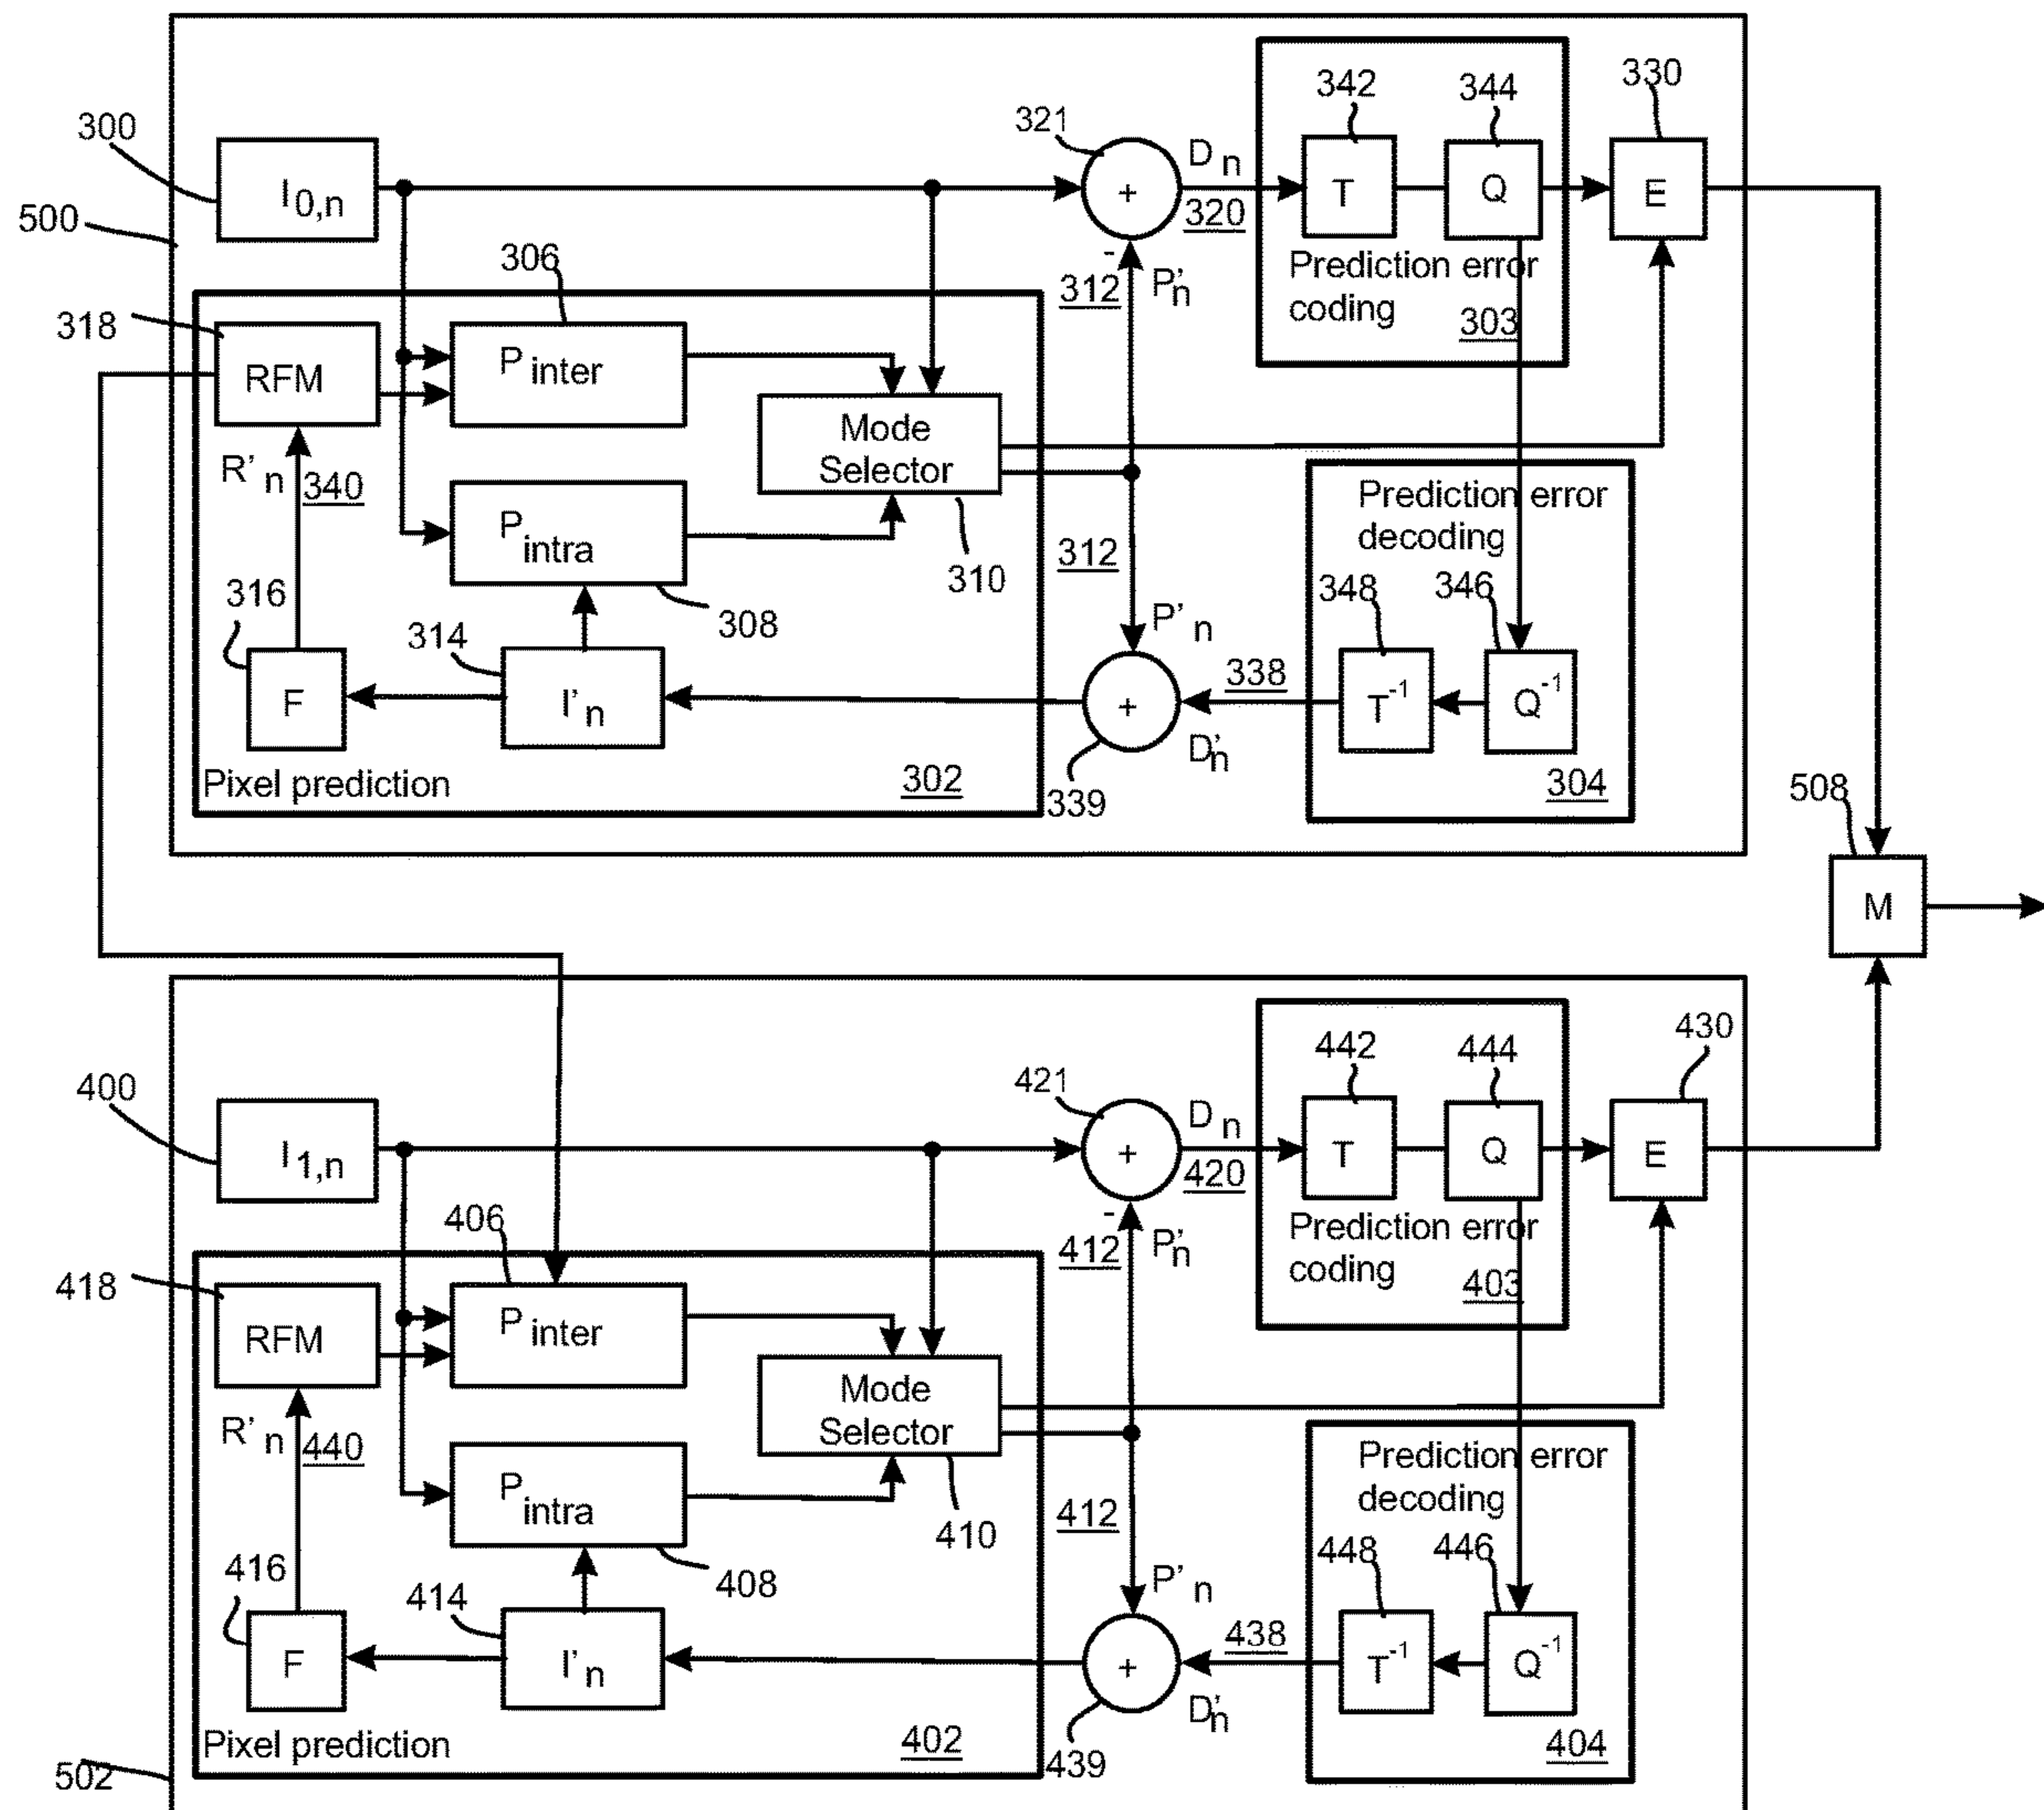 342
344
330
300
321
D n
I 0,n
+
320
T
Q
E
500
306
-
312
P'n
Prediction error
coding
303
318
RFM
P inter
Mode
Selector
R' n
340
P intra
312
310
Prediction error
decoding
316
314
308
P' n
348
346
338
F
I' n
+
T-1
Q-1
D'n
Pixel prediction
302
339
304
508
M
442
444
430
400
421
D n
I 1,n
+
420
T
Q
E
406
-
412
P'n
Prediction error
coding
403
418
RFM
P inter
Mode
Selector
R' n
440
P intra
412
410
Prediction error
decoding
416
414
408
P' n
448
446
438
F
I' n
+
T-1
Q-1
D'n
Pixel prediction
402
439
404
502